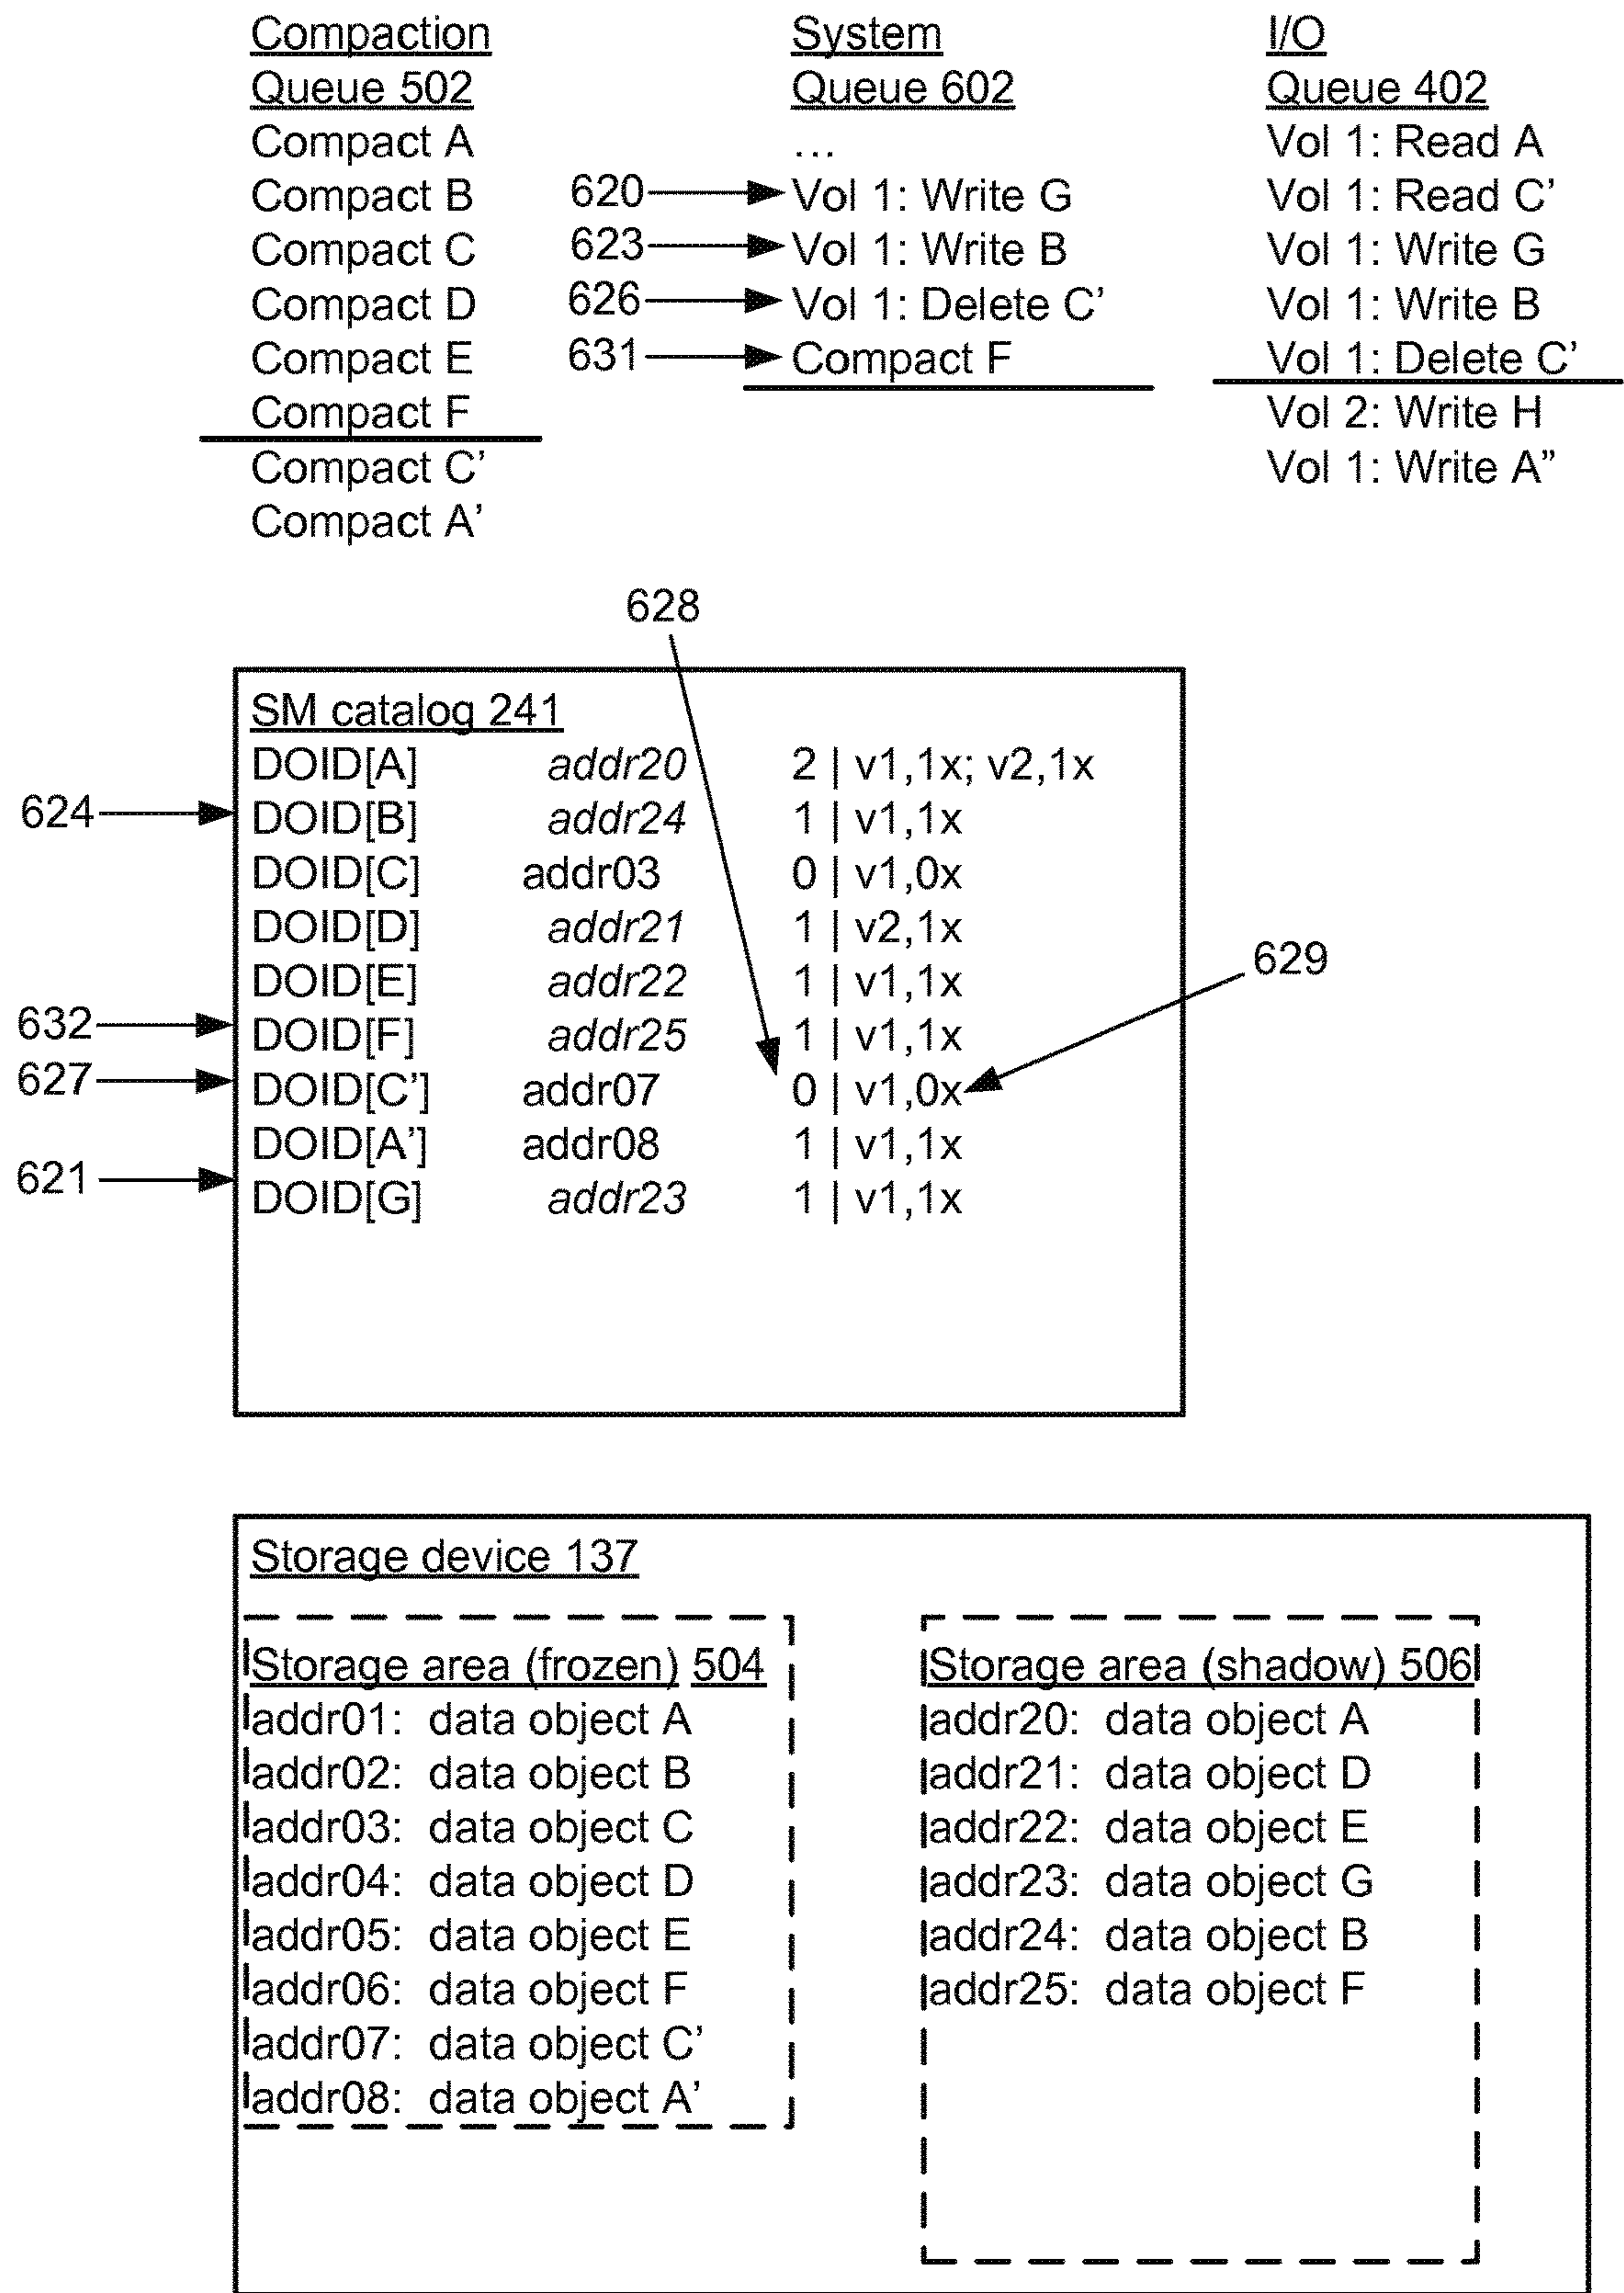 Compaction System I/O
Queue 502 Queue 602 Queue 402
Compact A … Vol 1: Read A
Compact B 620 Vol 1: Write G Vol 1: Read C’
Compact C 623 Vol 1: Write B Vol 1: Write G
Compact D 626 Vol 1: Delete C’ Vol 1: Write B
Compact E 631 Compact F Vol 1: Delete C’
Compact F Vol 2: Write H
Compact C’ Vol 1: Write A”
Compact A'
628
SM catalog 241
DOID[A] addr20 2 | v1,1x; v2,1x
624 DOID[B] addr24 1 | v1,1x
DOID[C] addr03 0 | v1,0x
DOID[D] addr21 1 | v2,1x
DOID[E] addr22 1 | v1,1x 629
632 DOID[F] addr25 1 | v1,1x
627 DOID[C’] addr07 0 | v1,0x
DOID[A’] addr08 1 | v1,1x
621 DOID[G] addr23 1 | v1,1x
Storage device 137
Storage area (frozen) 504 Storage area (shadow) 506
addr01: data object A addr20: data object A
addr02: data object B addr21: data object D
addr03: data object C addr22: data object E
addr04: data object D addr23: data object G
addr05: data object E addr24: data object B
addr06: data object F addr25: data object F
addr07: data object C’
addr08: data object A’